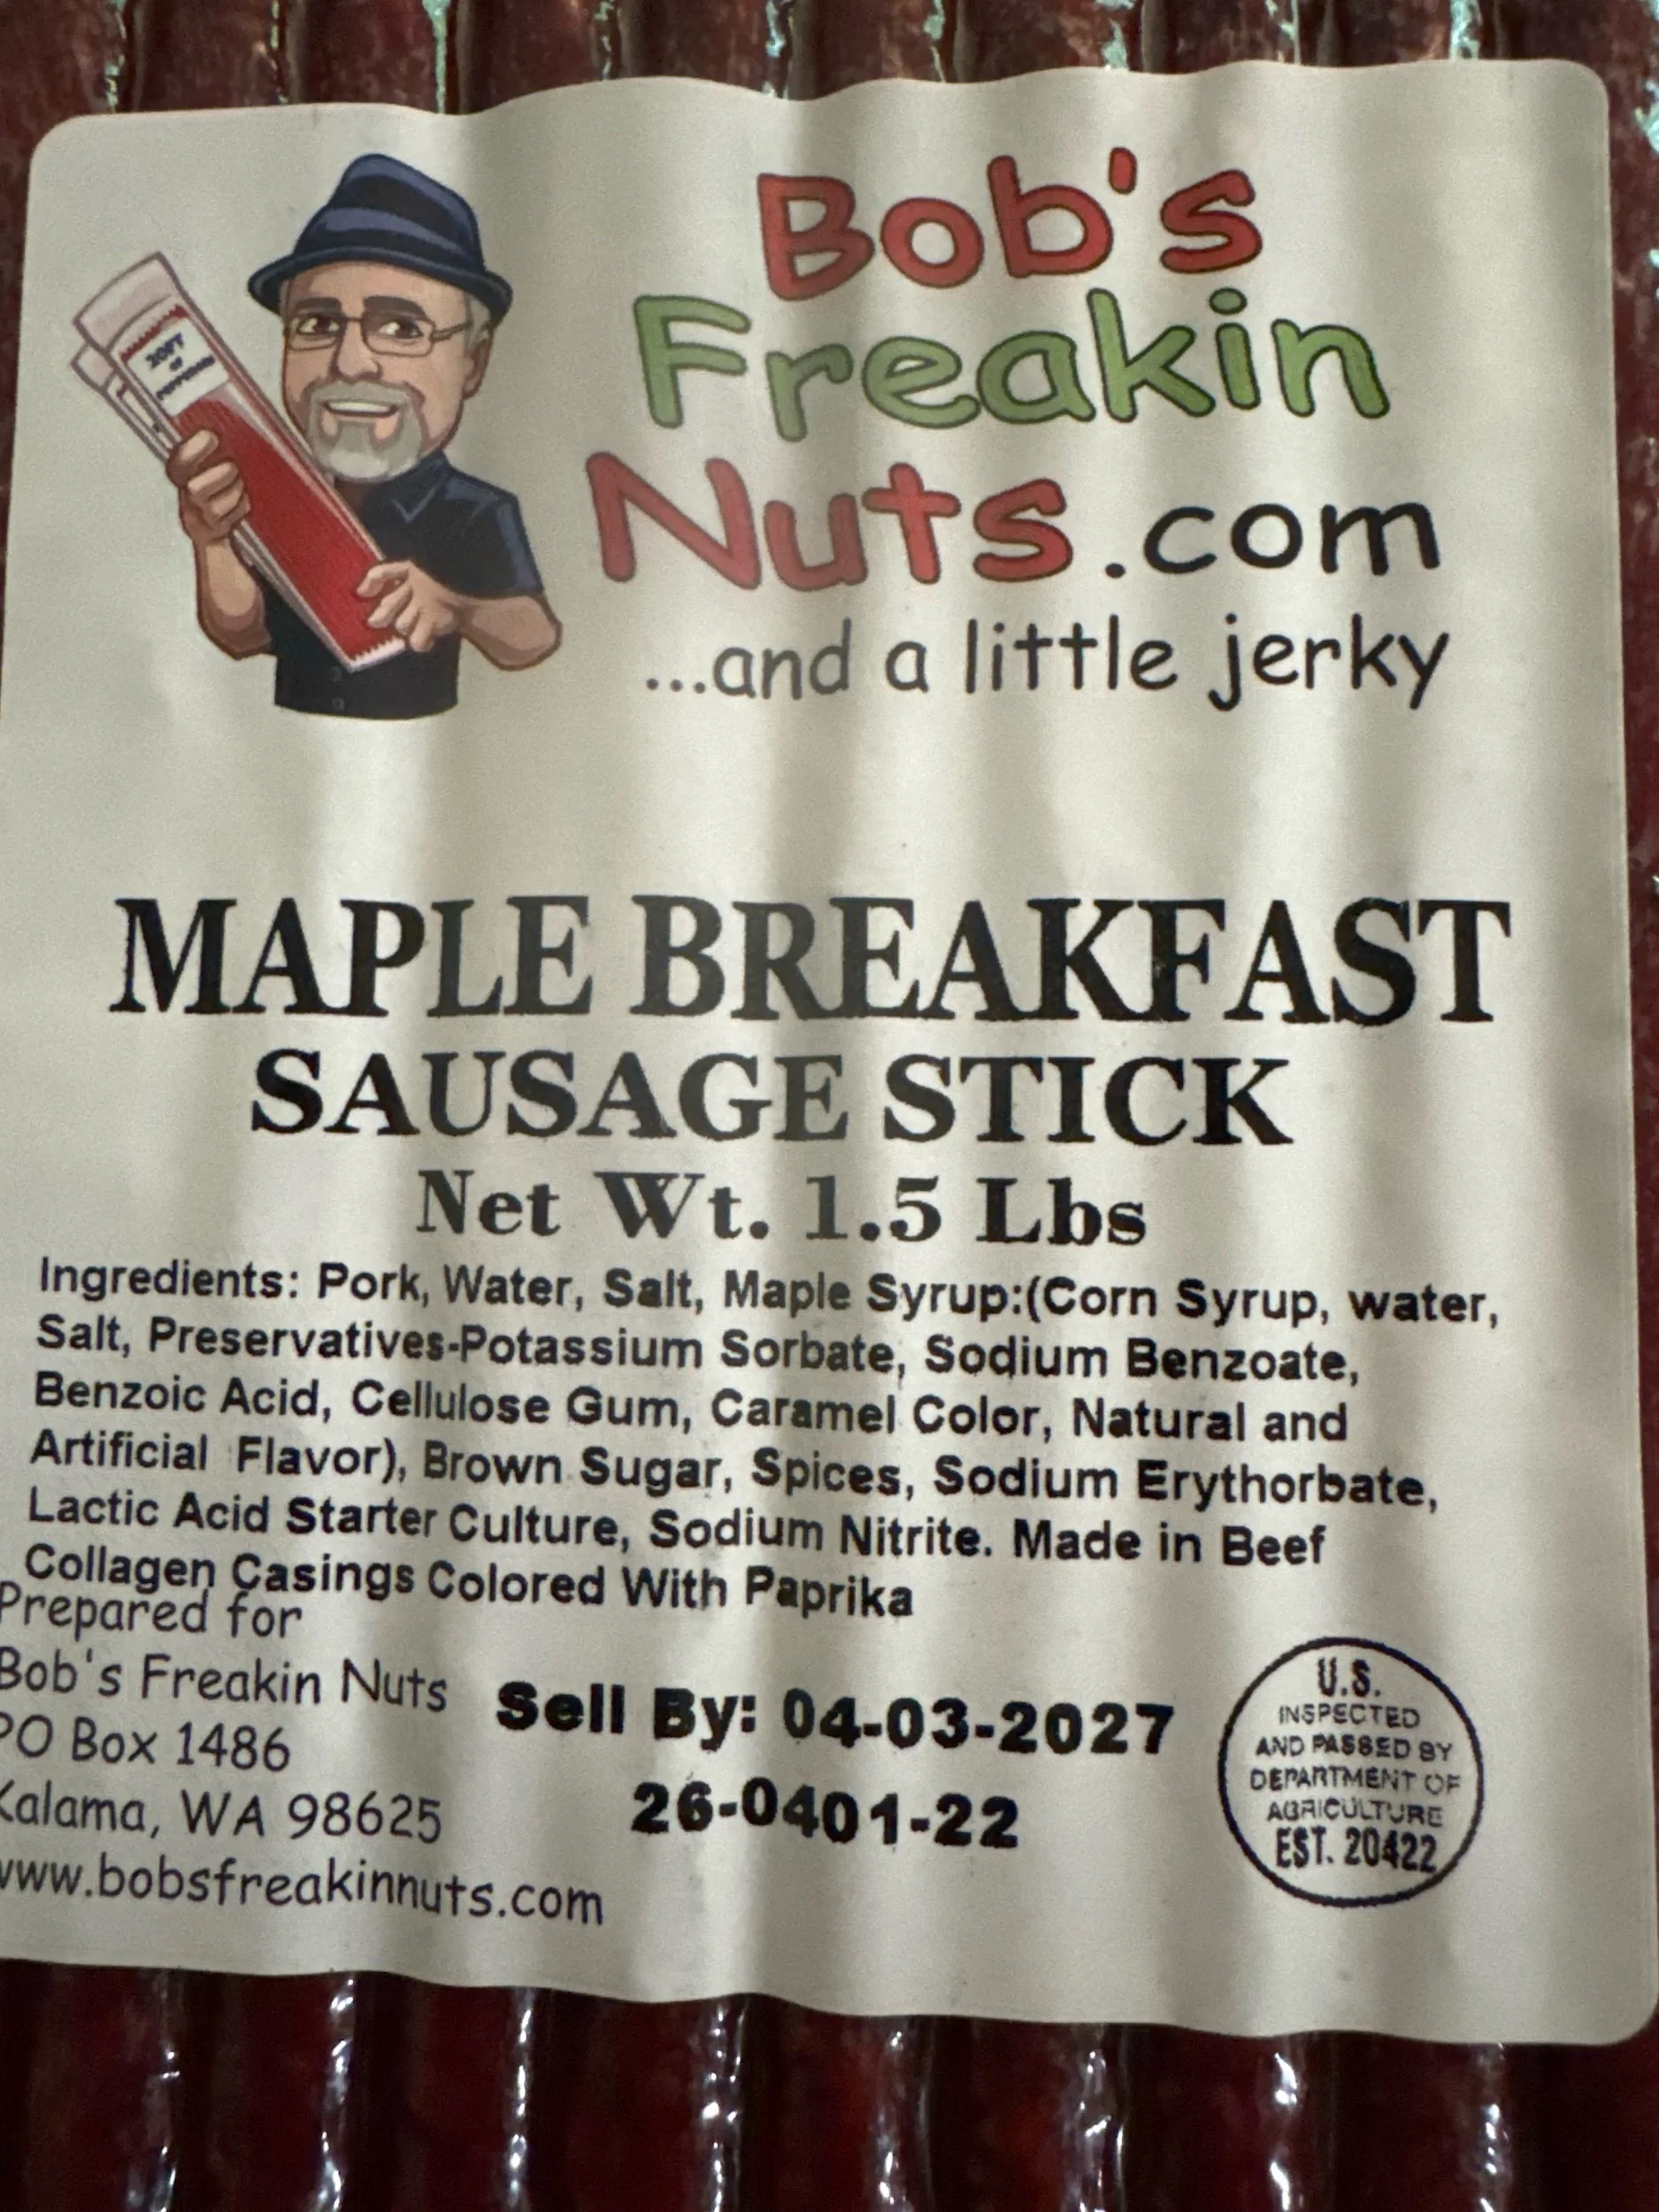 Bob's
Freakin
Nuts.com
...and a little jerky
MAPLE BREAKFAST
SAUSAGE STICK
Net Wt. 1.5 Lbs
Ingredients: Pork, Water, Salt, Maple Syrup:(Corn Syrup, water,
Salt, Preservatives-Potassium Sorbate, Sodium Benzoate,
Benzoic Acid, Cellulose Gum, Caramel Color, Natural and
Artificial Flavor), Brown Sugar, Spices, Sodium Erythorbate,
Lactic Acid Starter Culture, Sodium Nitrite. Made in Beef
Collagen Casings Colored With Paprika
Prepared for
Bob's Freakin Nuts
PO Box 1486
Kalama, WA 98625
www.bobsfreakinnuts.com
Sell By: 04-03-2027
26-0401-22
U.S.
INSPECTED
AND PASSED BY
DEPARTMENT OF
AGRICULTURE
EST. 20422